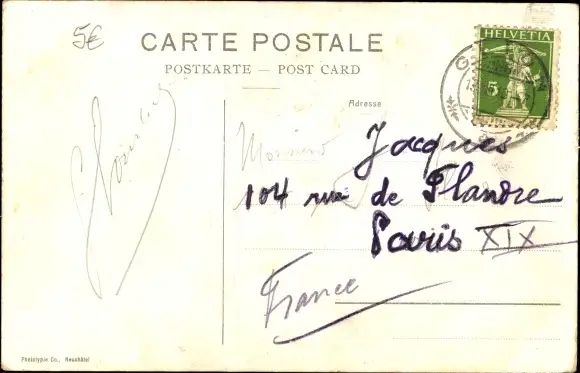 5€
CARTE POSTALE
POSTKARTE — POST CARD
HELVETIA
5
Adresse
Monsieur
Jacques
104 rue de Flandre
Paris XIX
France
Phototypie Co., Neuchâtel